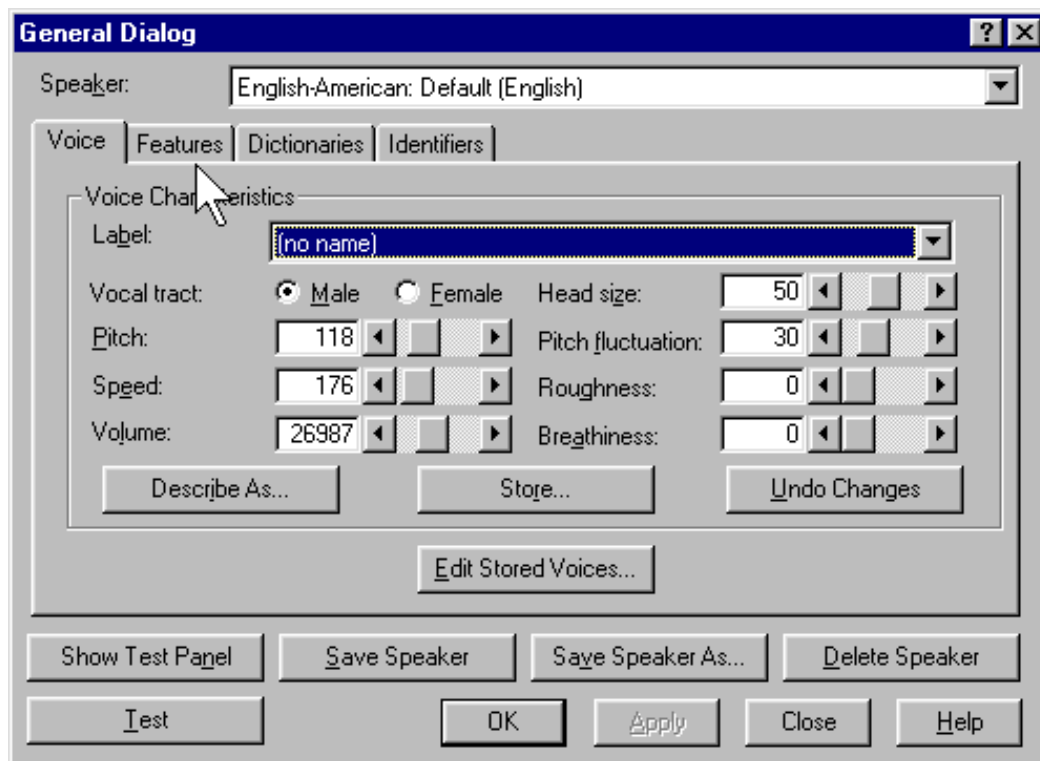 General Dialog
Speaker: English-American: Default (English)
Voice Features Dictionaries Identifiers
Voice Characteristics
Label: (no name)
Vocal tract: Male Female Head size: 50
Pitch: 118 Pitch fluctuation: 30
Speed: 176 Roughness: 0
Volume: 26987 Breathiness: 0
Describe As... Store... Undo Changes
Edit Stored Voices...
Show Test Panel Save Speaker Save Speaker As... Delete Speaker
Test OK Apply Close Help